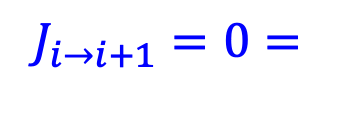 J_{i→i+1} = 0 =